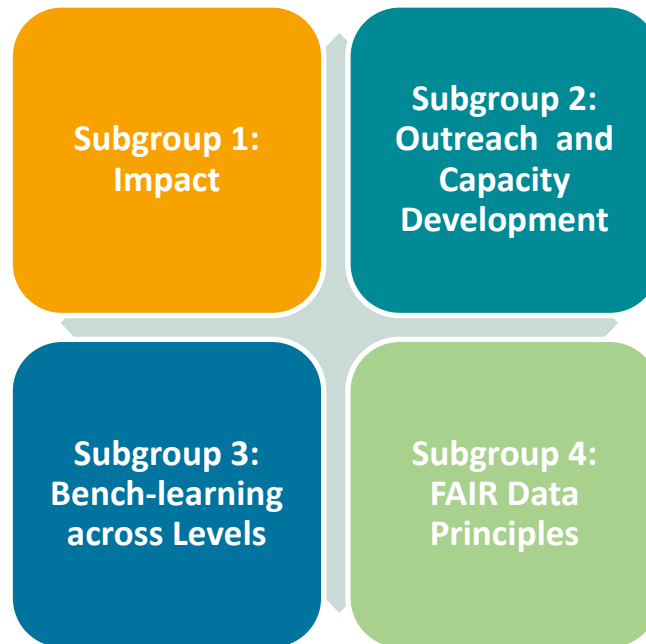 Subgroup 1:
Impact
Subgroup 2:
Outreach and
Capacity
Development
Subgroup 3:
Bench-learning
across Levels
Subgroup 4:
FAIR Data
Principles